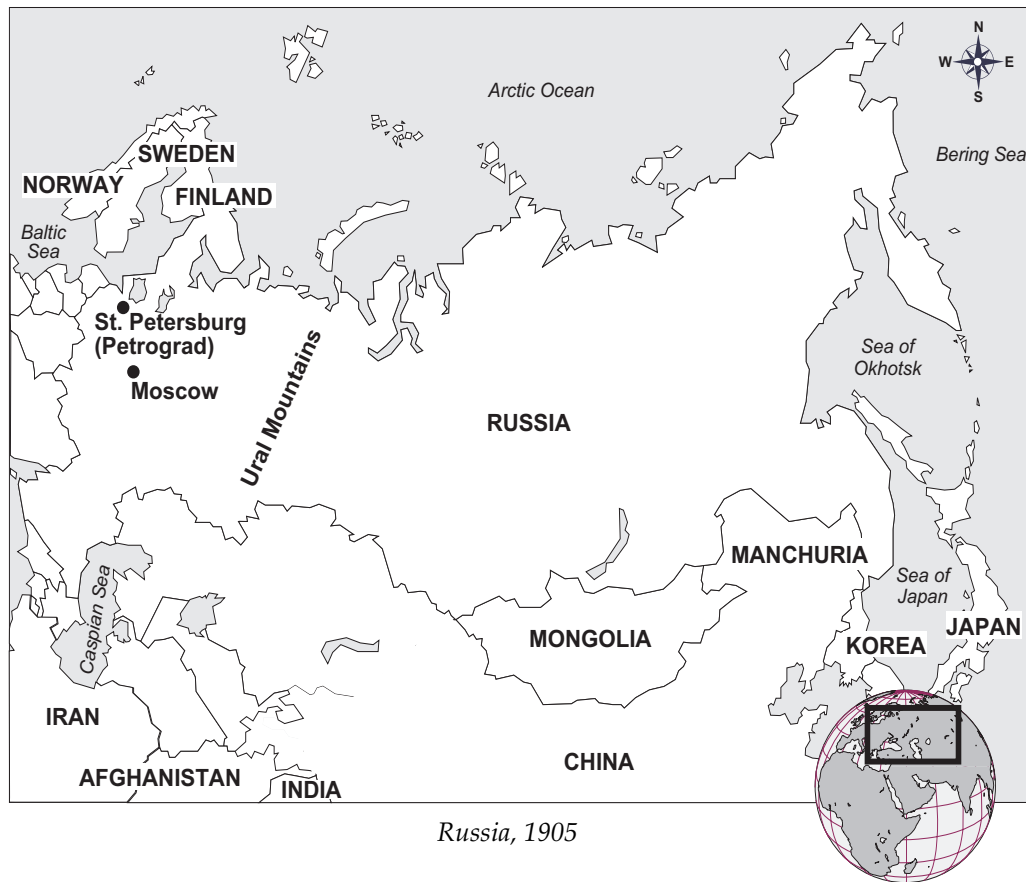 N
W E
S
Arctic Ocean
Bering Sea
SWEDEN
NORWAY
FINLAND
Baltic
Sea
St. Petersburg
(Petrograd)
Moscow
Ural Mountains
RUSSIA
Sea of
Okhotsk
MANCHURIA
Caspian Sea
Sea of
Japan
MONGOLIA
KOREA
JAPAN
IRAN
AFGHANISTAN
INDIA
CHINA
Russia, 1905